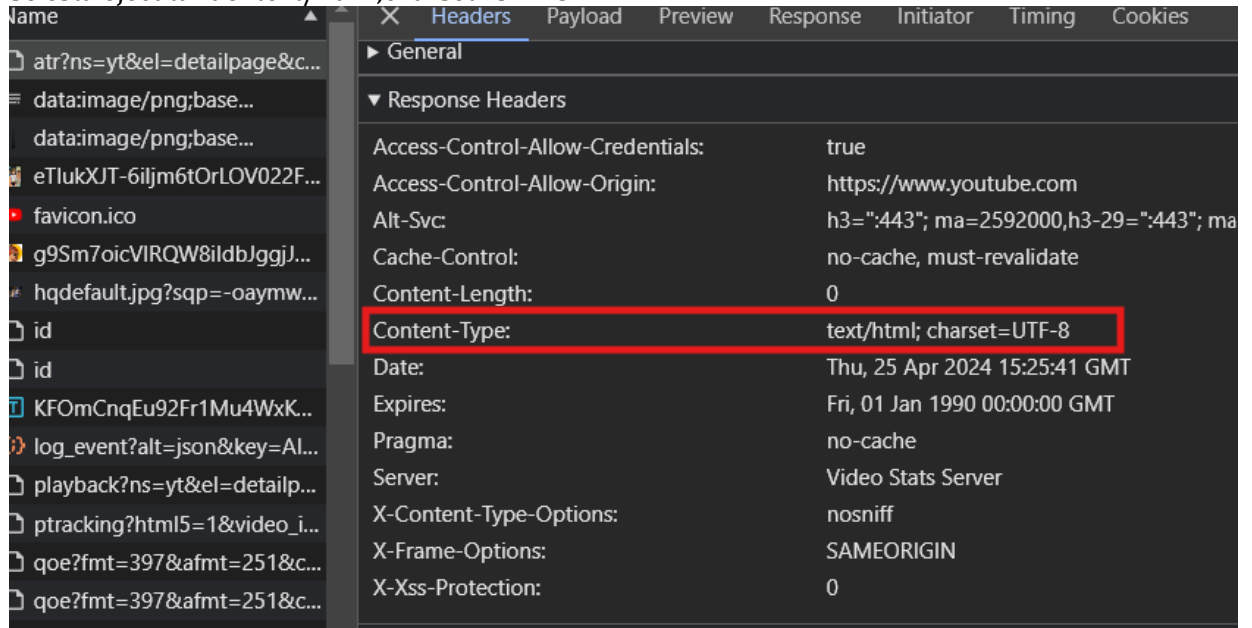 Name
atr?ns=yt&el=detailpage&c...
data:image/png;base...
data:image/png;base...
eTlukXJT-6iljm6tOrLOV022F...
favicon.ico
g9Sm7oicVlRQW8iIdbJggjJ...
hqdefault.jpg?sqp=-oaymw...
id
id
KFOmCnqEu92Fr1Mu4WxK...
log_event?alt=json&key=AI...
playback?ns=yt&el=detailp...
ptracking?html5=1&video_i...
qoe?fmt=397&afmt=251&c...
qoe?fmt=397&afmt=251&c...
Headers Payload Preview Response Initiator Timing Cookies
General
Response Headers
Access-Control-Allow-Credentials: true
Access-Control-Allow-Origin: https://www.youtube.com
Alt-Svc: h3=":443"; ma=2592000,h3-29=":443"; ma
Cache-Control: no-cache, must-revalidate
Content-Length: 0
Content-Type: text/html; charset=UTF-8
Date: Thu, 25 Apr 2024 15:25:41 GMT
Expires: Fri, 01 Jan 1990 00:00:00 GMT
Pragma: no-cache
Server: Video Stats Server
X-Content-Type-Options: nosniff
X-Frame-Options: SAMEORIGIN
X-Xss-Protection: 0